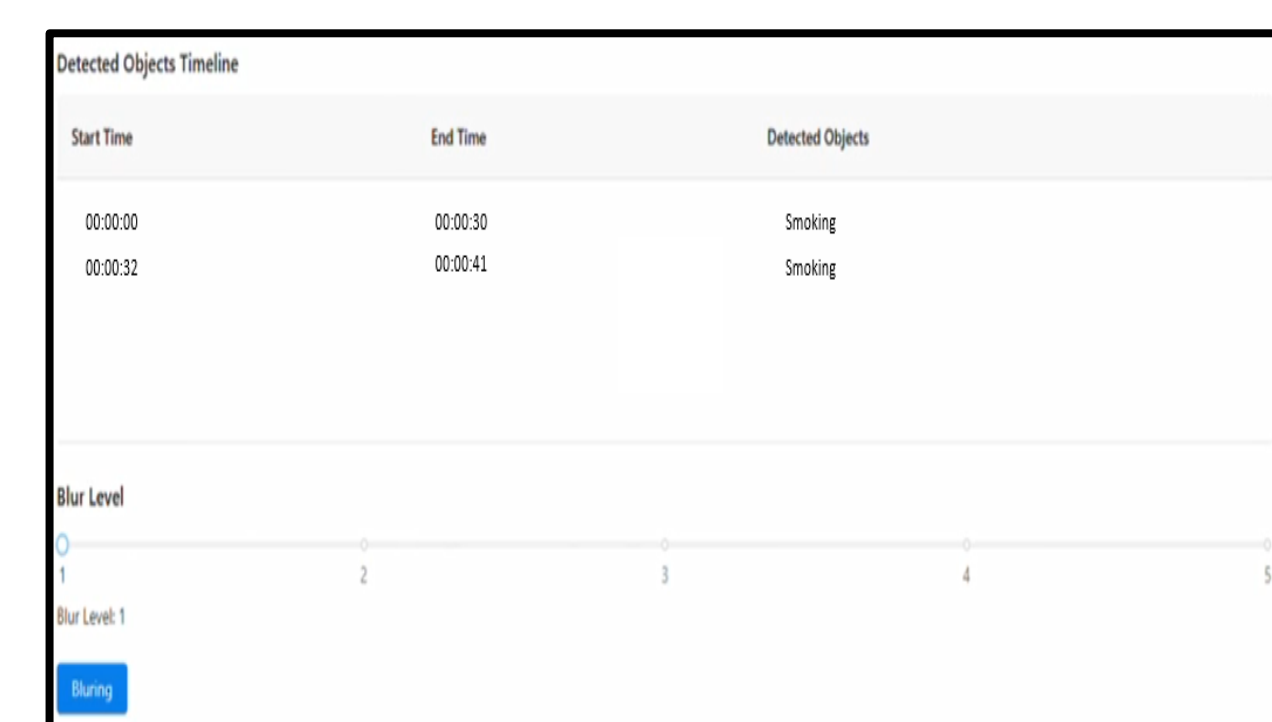 Detected Objects Timeline
Start Time End Time Detected Objects
00:00:00 00:00:30 Smoking
00:00:32 00:00:41 Smoking
Blur Level
1 2 3 4 5
Blur Level: 1
Bluring